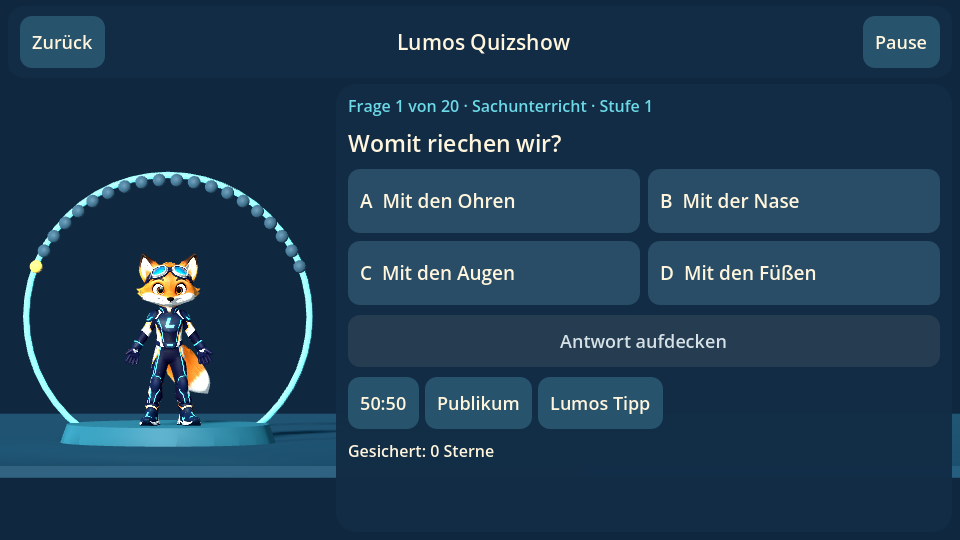 Zurück
Lumos Quizshow
Pause
Frage 1 von 20 · Sachunterricht · Stufe 1
Womit riechen wir?
A Mit den Ohren
B Mit der Nase
C Mit den Augen
D Mit den Füßen
Antwort aufdecken
50:50
Publikum
Lumos Tipp
Gesichert: 0 Sterne
L